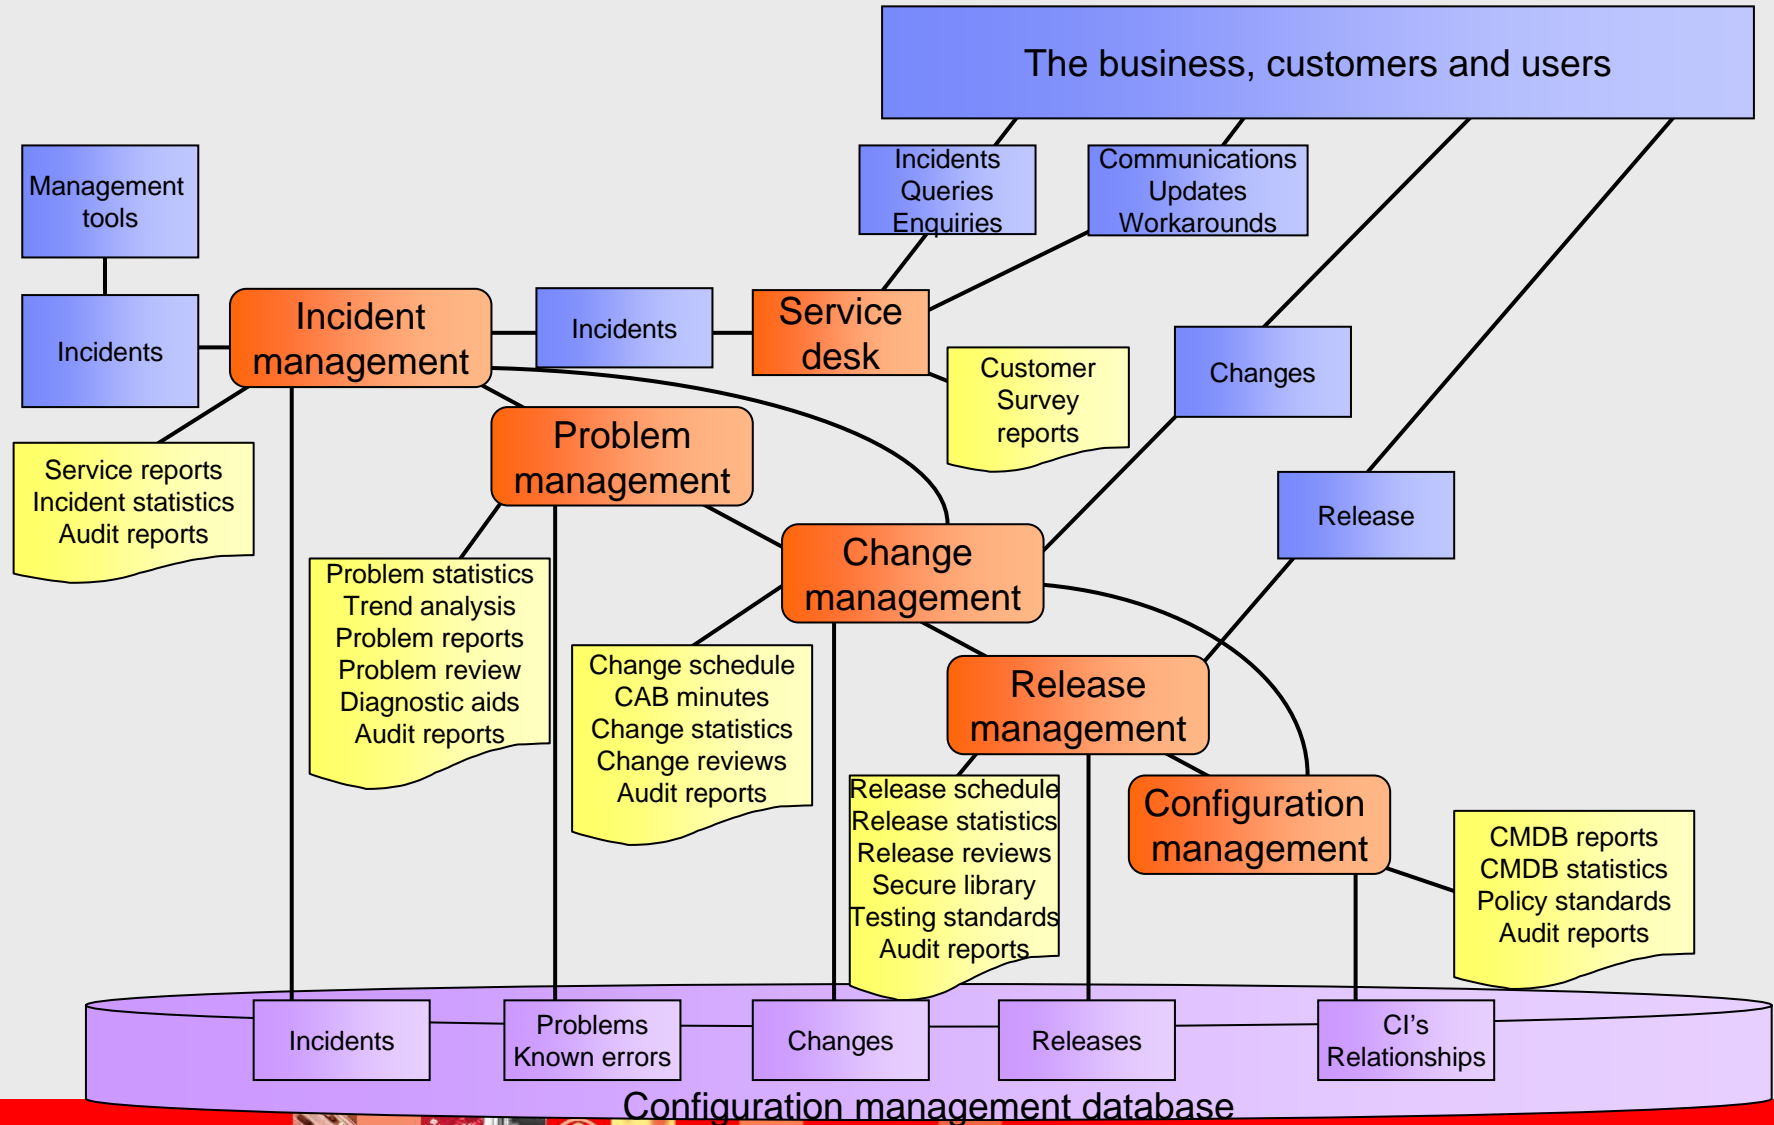 The business, customers and users
Management
tools
Incidents
Queries
Enquiries
Communications
Updates
Workarounds
Incidents
Incident
management
Incidents
Service
desk
Customer
Survey
reports
Changes
Service reports
Incident statistics
Audit reports
Problem
management
Release
Problem statistics
Trend analysis
Problem reports
Problem review
Diagnostic aids
Audit reports
Change
management
Change schedule
CAB minutes
Change statistics
Change reviews
Audit reports
Release
management
Release schedule
Release statistics
Release reviews
Secure library
Testing standards
Audit reports
Configuration
management
CMDB reports
CMDB statistics
Policy standards
Audit reports
Incidents
Problems
Known errors
Changes
Releases
CI’s
Relationships
Configuration management database